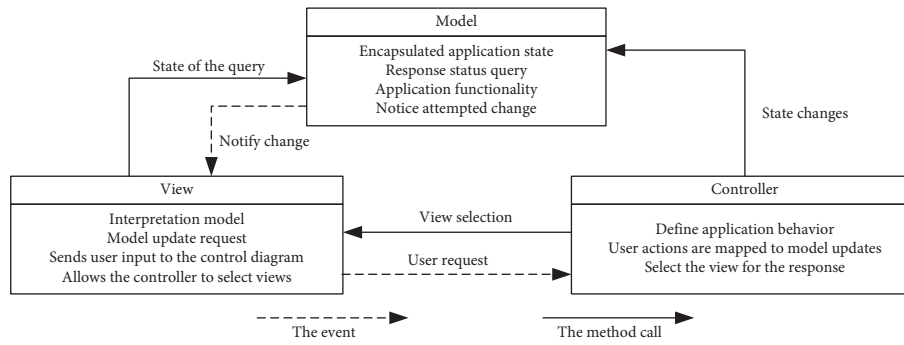 Model
Encapsulated application state
Response status query
Application functionality
Notice attempted change
State of the query
Notify change
State changes
View
Interpretation model
Model update request
Sends user input to the control diagram
Allows the controller to select views
View selection
User request
Controller
Define application behavior
User actions are mapped to model updates
Select the view for the response
The event
The method call